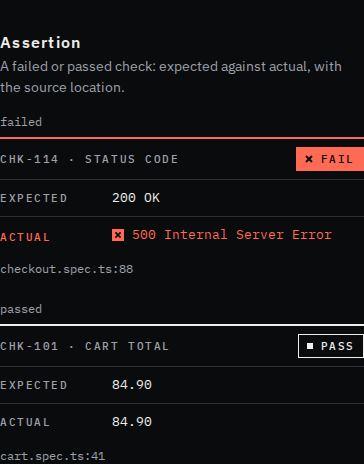 Assertion
A failed or passed check: expected against actual, with
the source location.
failed
CHK-114 · STATUS CODE FAIL
EXPECTED 200 OK
ACTUAL 500 Internal Server Error
checkout.spec.ts:88
passed
CHK-101 · CART TOTAL PASS
EXPECTED 84.90
ACTUAL 84.90
cart.spec.ts:41